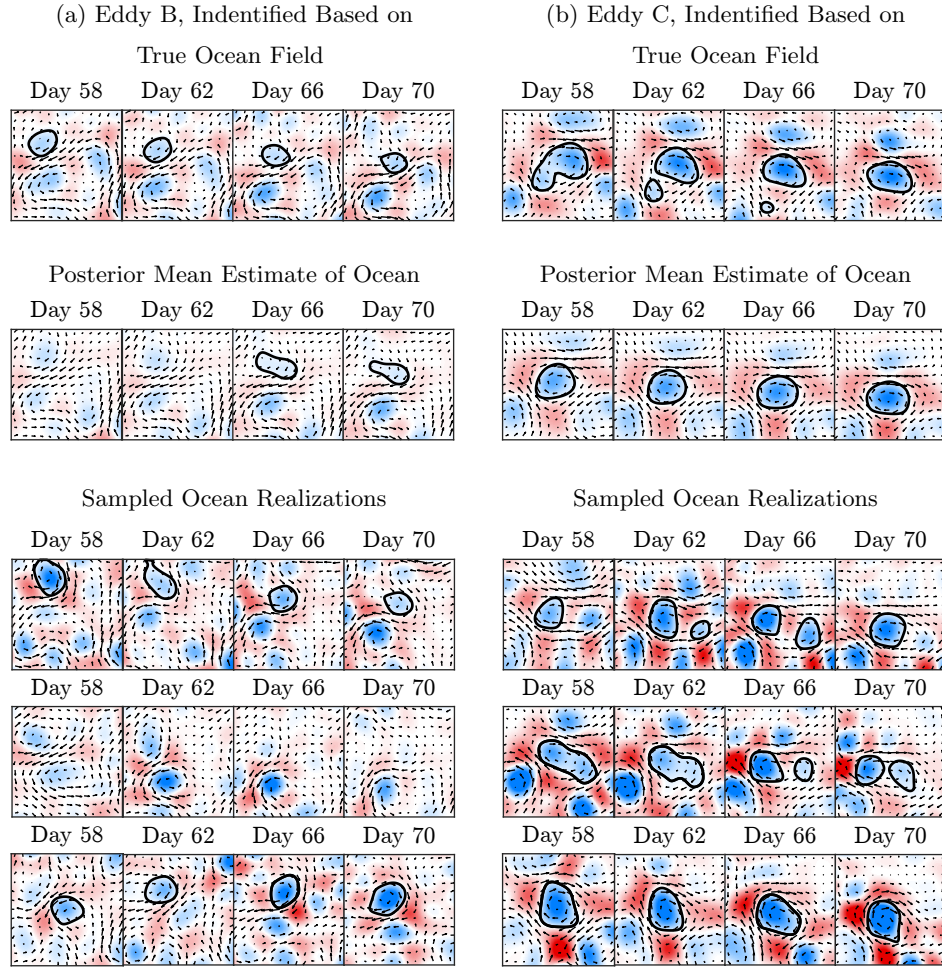 (a) Eddy B, Indentified Based on
True Ocean Field
Day 58 Day 62 Day 66 Day 70
Posterior Mean Estimate of Ocean
Day 58 Day 62 Day 66 Day 70
Sampled Ocean Realizations
Day 58 Day 62 Day 66 Day 70
Day 58 Day 62 Day 66 Day 70
Day 58 Day 62 Day 66 Day 70
(b) Eddy C, Indentified Based on
True Ocean Field
Day 58 Day 62 Day 66 Day 70
Posterior Mean Estimate of Ocean
Day 58 Day 62 Day 66 Day 70
Sampled Ocean Realizations
Day 58 Day 62 Day 66 Day 70
Day 58 Day 62 Day 66 Day 70
Day 58 Day 62 Day 66 Day 70